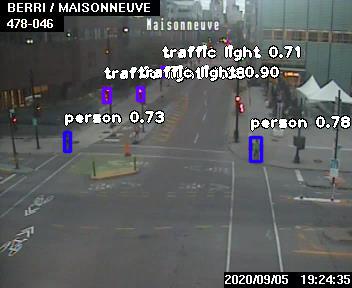 BERRI / MAISONNEUVE
478-046
Maisonneuve
traffic light 0.71
person 0.73
person 0.78
2020/09/05 19:24:35